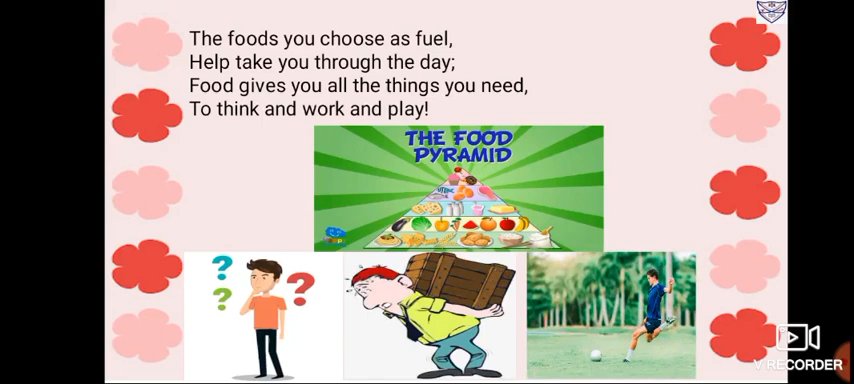 The foods you choose as fuel,
Help take you through the day;
Food gives you all the things you need,
To think and work and play!
THE FOOD
PYRAMID
? ?
?
V RECORDER